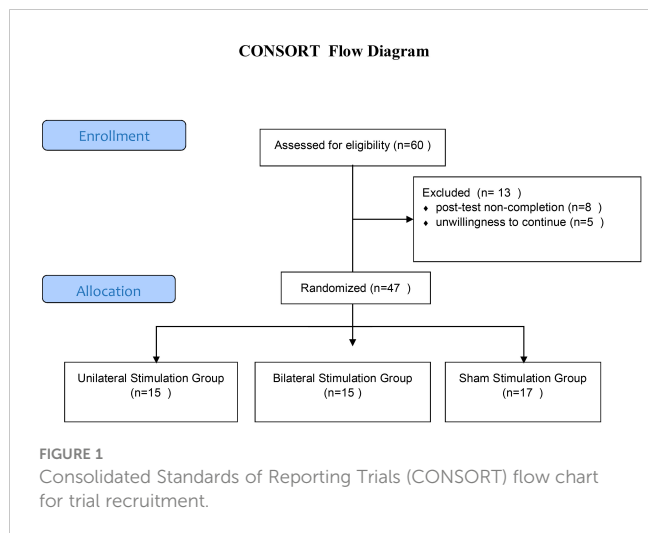 CONSORT Flow Diagram
Enrollment
Assessed for eligibility (n=60 )
Excluded (n= 13 )
♦ post-test non-completion (n=8 )
♦ unwillingness to continue (n=5 )
Allocation
Randomized (n=47 )
Unilateral Stimulation Group
(n=15 )
Bilateral Stimulation Group
(n=15 )
Sham Stimulation Group
(n=17 )
FIGURE 1
Consolidated Standards of Reporting Trials (CONSORT) flow chart
for trial recruitment.